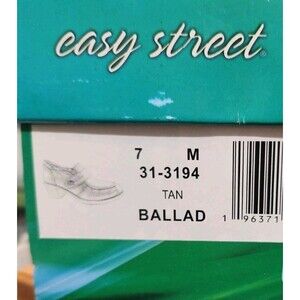 easy street®
7 M
31-3194
TAN
BALLAD
1 96371